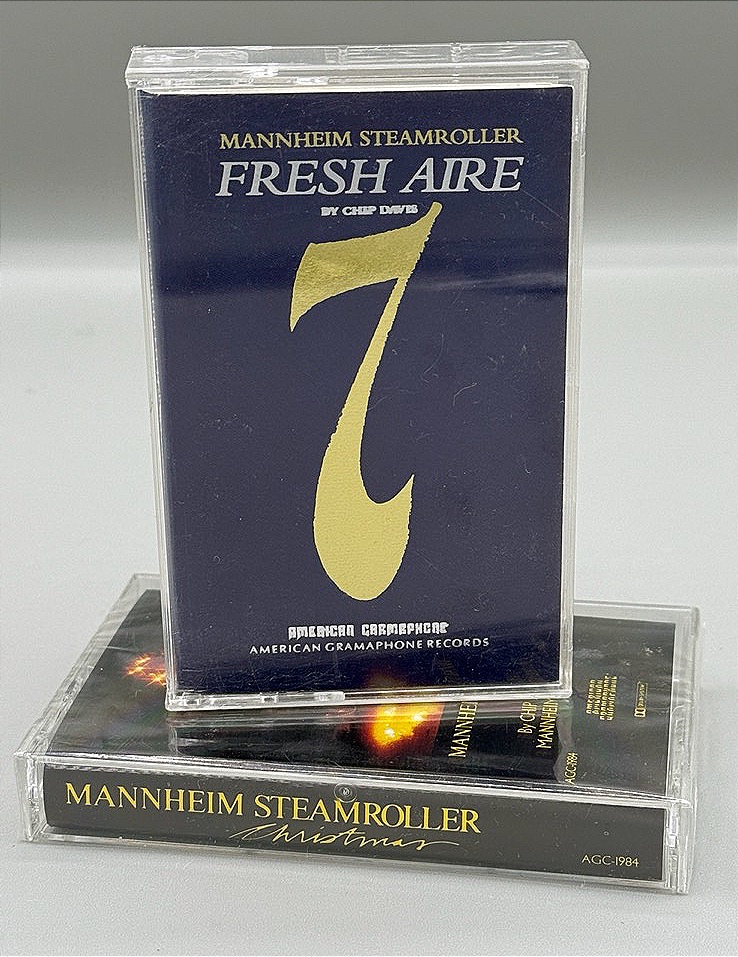 MANNHEIM STEAMROLLER
FRESH AIRE
BY CHIP DAVIS
7
AMERICAN GRAMAPHONE
AMERICAN GRAMAPHONE RECORDS
MANNHEI
By CHIP
MANNHEIM
AGC-1984
MANNHEIM STEAMROLLER
Christmas
AGC-1984